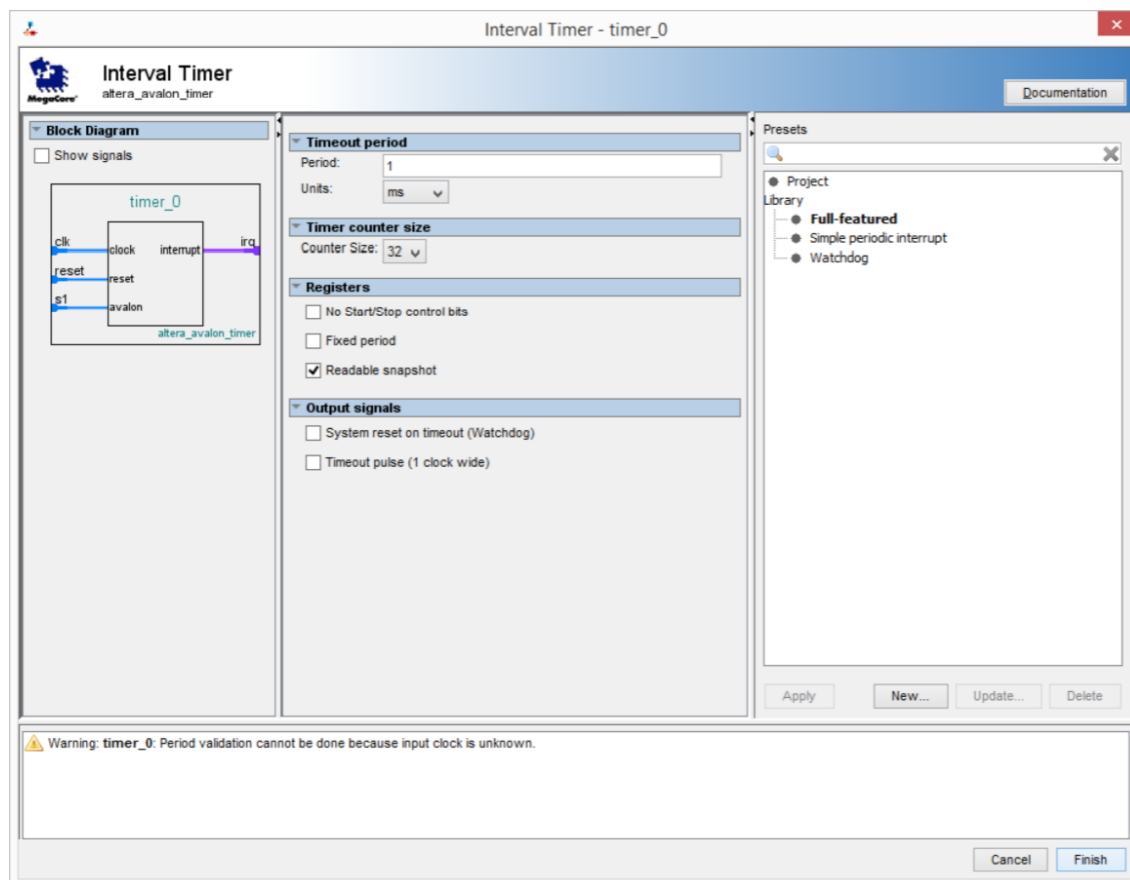 Interval Timer - timer_0
MegaCore®
Interval Timer
altera_avalon_timer
Documentation
Block Diagram
Show signals
timer_0
clk
clock
interrupt
irq
reset
reset
s1
avalon
altera_avalon_timer
Timeout period
Period:
1
Units:
ms
Timer counter size
Counter Size:
32
Registers
No Start/Stop control bits
Fixed period
Readable snapshot
Output signals
System reset on timeout (Watchdog)
Timeout pulse (1 clock wide)
Presets
Project
Library
Full-featured
Simple periodic interrupt
Watchdog
Apply
New...
Update...
Delete
Warning: timer_0: Period validation cannot be done because input clock is unknown.
Cancel
Finish